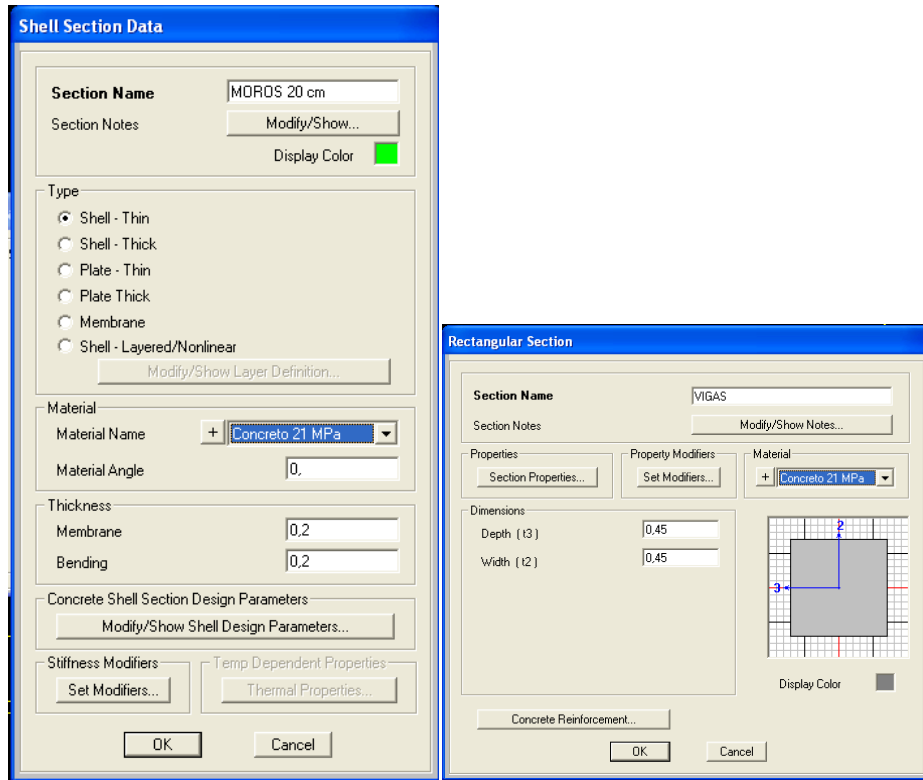 Shell Section Data
Section Name MOROS 20 cm
Section Notes Modify/Show...
Display Color
Type
Shell - Thin
Shell - Thick
Plate - Thin
Plate Thick
Membrane
Shell - Layered/Nonlinear
Modify/Show Layer Definition...
Material
Material Name + Concreto 21 MPa
Material Angle 0,
Thickness
Membrane 0,2
Bending 0,2
Concrete Shell Section Design Parameters
Modify/Show Shell Design Parameters...
Stiffness Modifiers Temp Dependent Properties
Set Modifiers... Thermal Properties...
OK Cancel
Rectangular Section
Section Name VIGAS
Section Notes Modify/Show Notes...
Properties Property Modifiers Material
Section Properties... Set Modifiers... + Concreto 21 MPa
Dimensions
Depth ( t3 ) 0,45
Width ( t2 ) 0,45
2
3
Display Color
Concrete Reinforcement...
OK Cancel